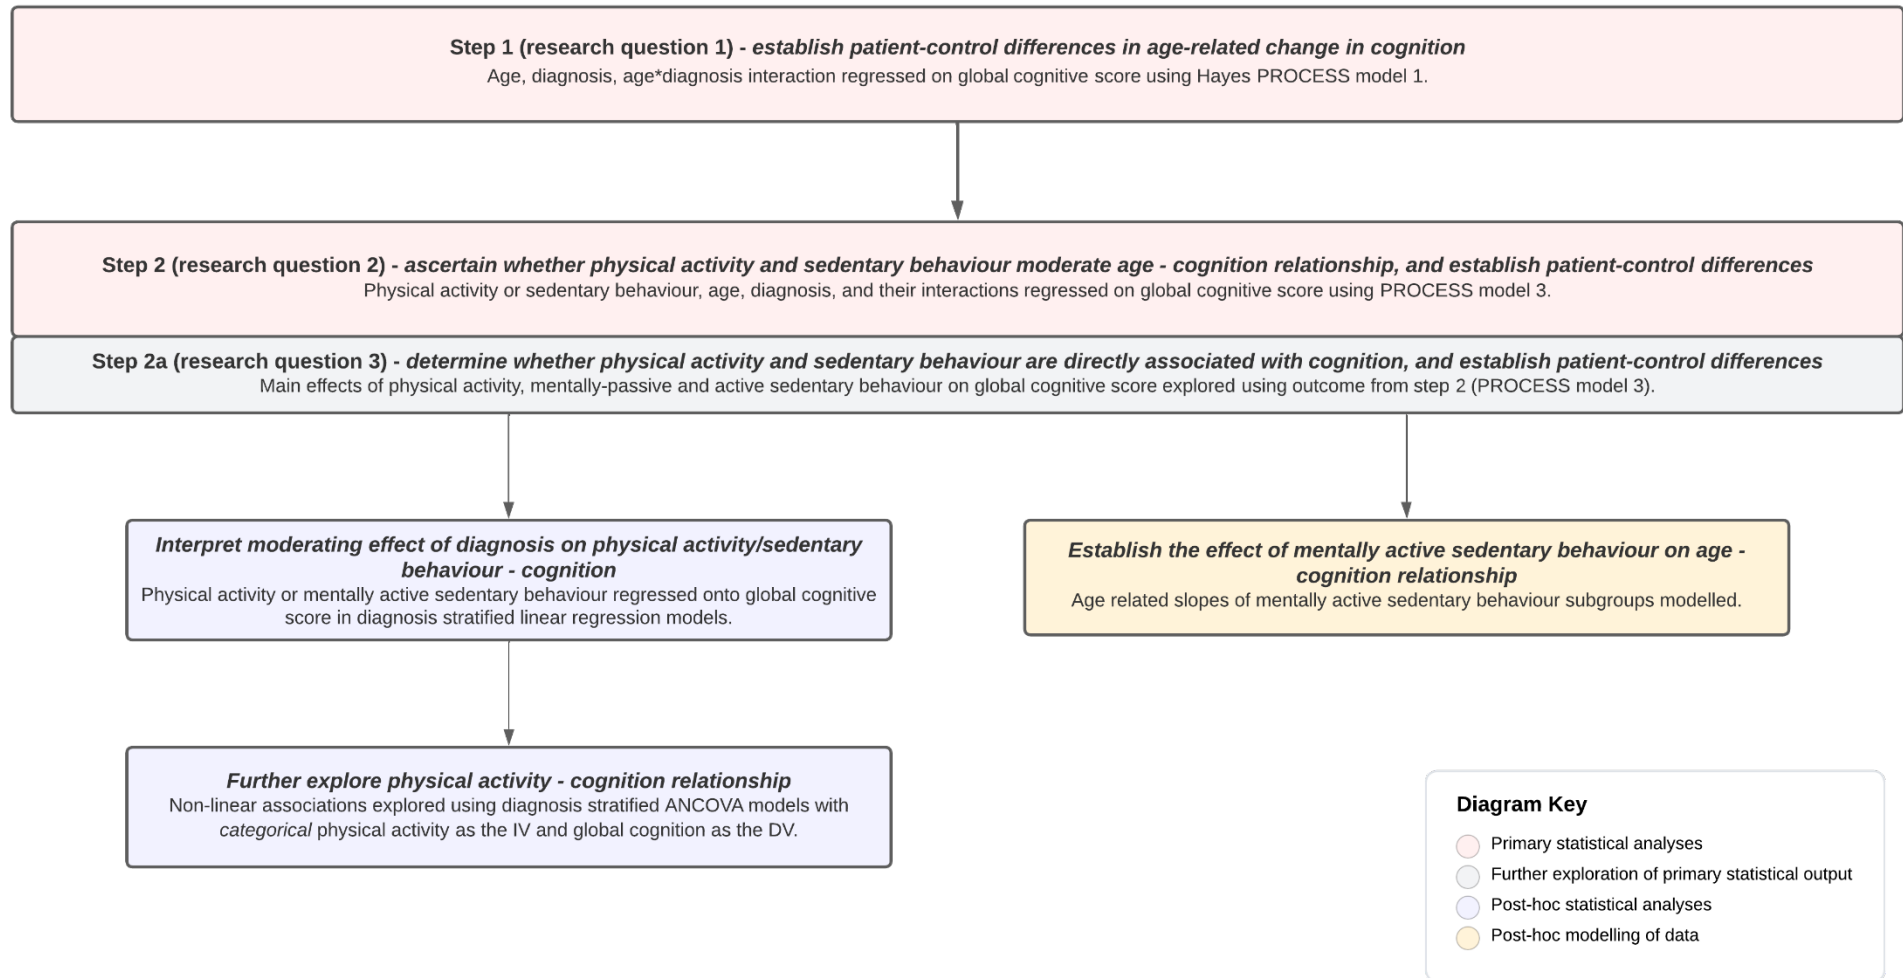 Step 1 (research question 1) - establish patient-control differences in age-related change in cognition
Age, diagnosis, age*diagnosis interaction regressed on global cognitive score using Hayes PROCESS model 1.
Step 2 (research question 2) - ascertain whether physical activity and sedentary behaviour moderate age - cognition relationship, and establish patient-control differences
Physical activity or sedentary behaviour, age, diagnosis, and their interactions regressed on global cognitive score using PROCESS model 3.
Step 2a (research question 3) - determine whether physical activity and sedentary behaviour are directly associated with cognition, and establish patient-control differences
Main effects of physical activity, mentally-passive and active sedentary behaviour on global cognitive score explored using outcome from step 2 (PROCESS model 3).
Interpret moderating effect of diagnosis on physical activity/sedentary
behaviour - cognition
Physical activity or mentally active sedentary behaviour regressed onto global cognitive
score in diagnosis stratified linear regression models.
Establish the effect of mentally active sedentary behaviour on age -
cognition relationship
Age related slopes of mentally active sedentary behaviour subgroups modelled.
Further explore physical activity - cognition relationship
Non-linear associations explored using diagnosis stratified ANCOVA models with
categorical physical activity as the IV and global cognition as the DV.
Diagram Key
Primary statistical analyses
Further exploration of primary statistical output
Post-hoc statistical analyses
Post-hoc modelling of data